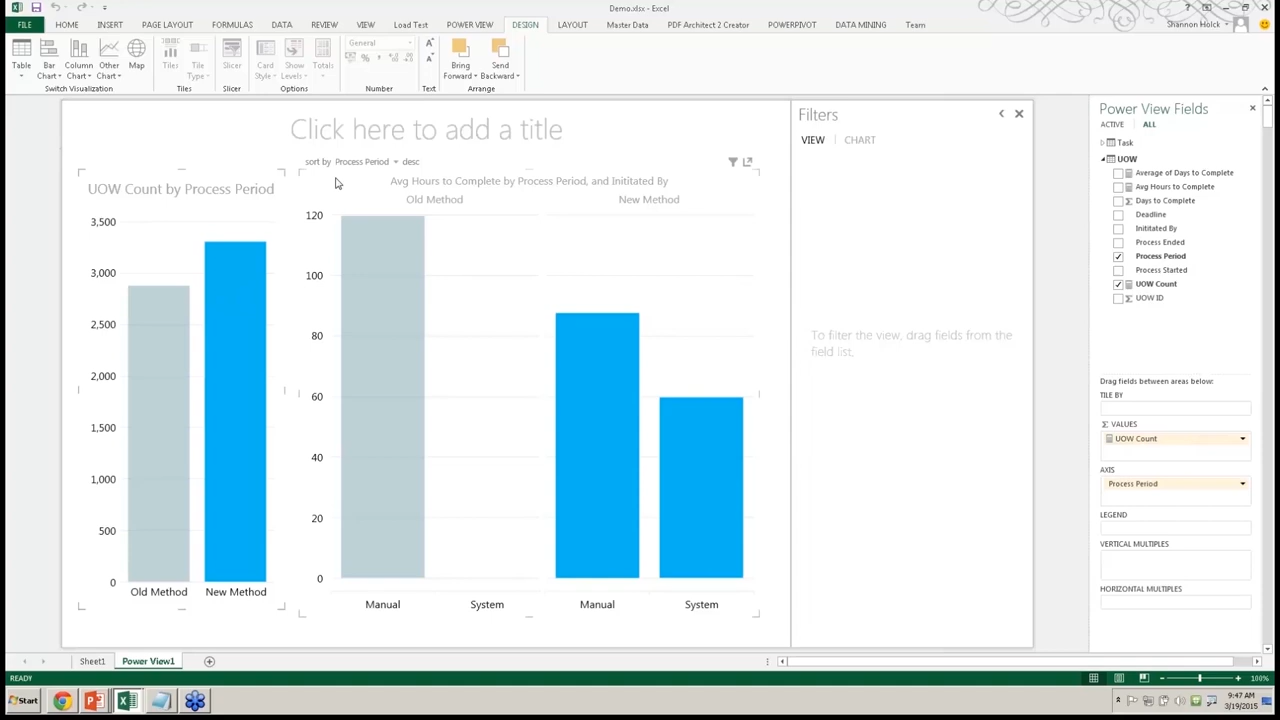 Demo.xlsx - Excel
FILE HOME INSERT PAGE LAYOUT FORMULAS DATA REVIEW VIEW Load Test POWER VIEW DESIGN LAYOUT Master Data PDF Architect 2 Creator POWERPIVOT DATA MINING Team Shannon Holck
Table
Bar Chart
Column Chart
Other Chart
Map
Tiles
Tile Type
Slicer
Card Style
Show Levels
Totals
General
%
A
A
Bring Forward
Send Backward
Switch Visualization Tiles Slicer Options Number Text Arrange
Click here to add a title
sort by Process Period desc
UOW Count by Process Period
3,500
3,000
2,500
2,000
1,500
1,000
500
0
Old Method New Method
Avg Hours to Complete by Process Period, and Inititated By
Old Method New Method
120
100
80
60
40
20
0
Manual System Manual System
Filters
VIEW CHART
To filter the view, drag fields from the
field list.
Power View Fields
ACTIVE ALL
Task
UOW
Average of Days to Complete
Avg Hours to Complete
Σ Days to Complete
Deadline
Inititated By
Process Ended
Process Period
Process Started
UOW Count
Σ UOW ID
Drag fields between areas below:
TILE BY
Σ VALUES
UOW Count
AXIS
Process Period
LEGEND
VERTICAL MULTIPLES
HORIZONTAL MULTIPLES
Sheet1 Power View1
READY
100%
Start
9:47 AM
3/19/2015